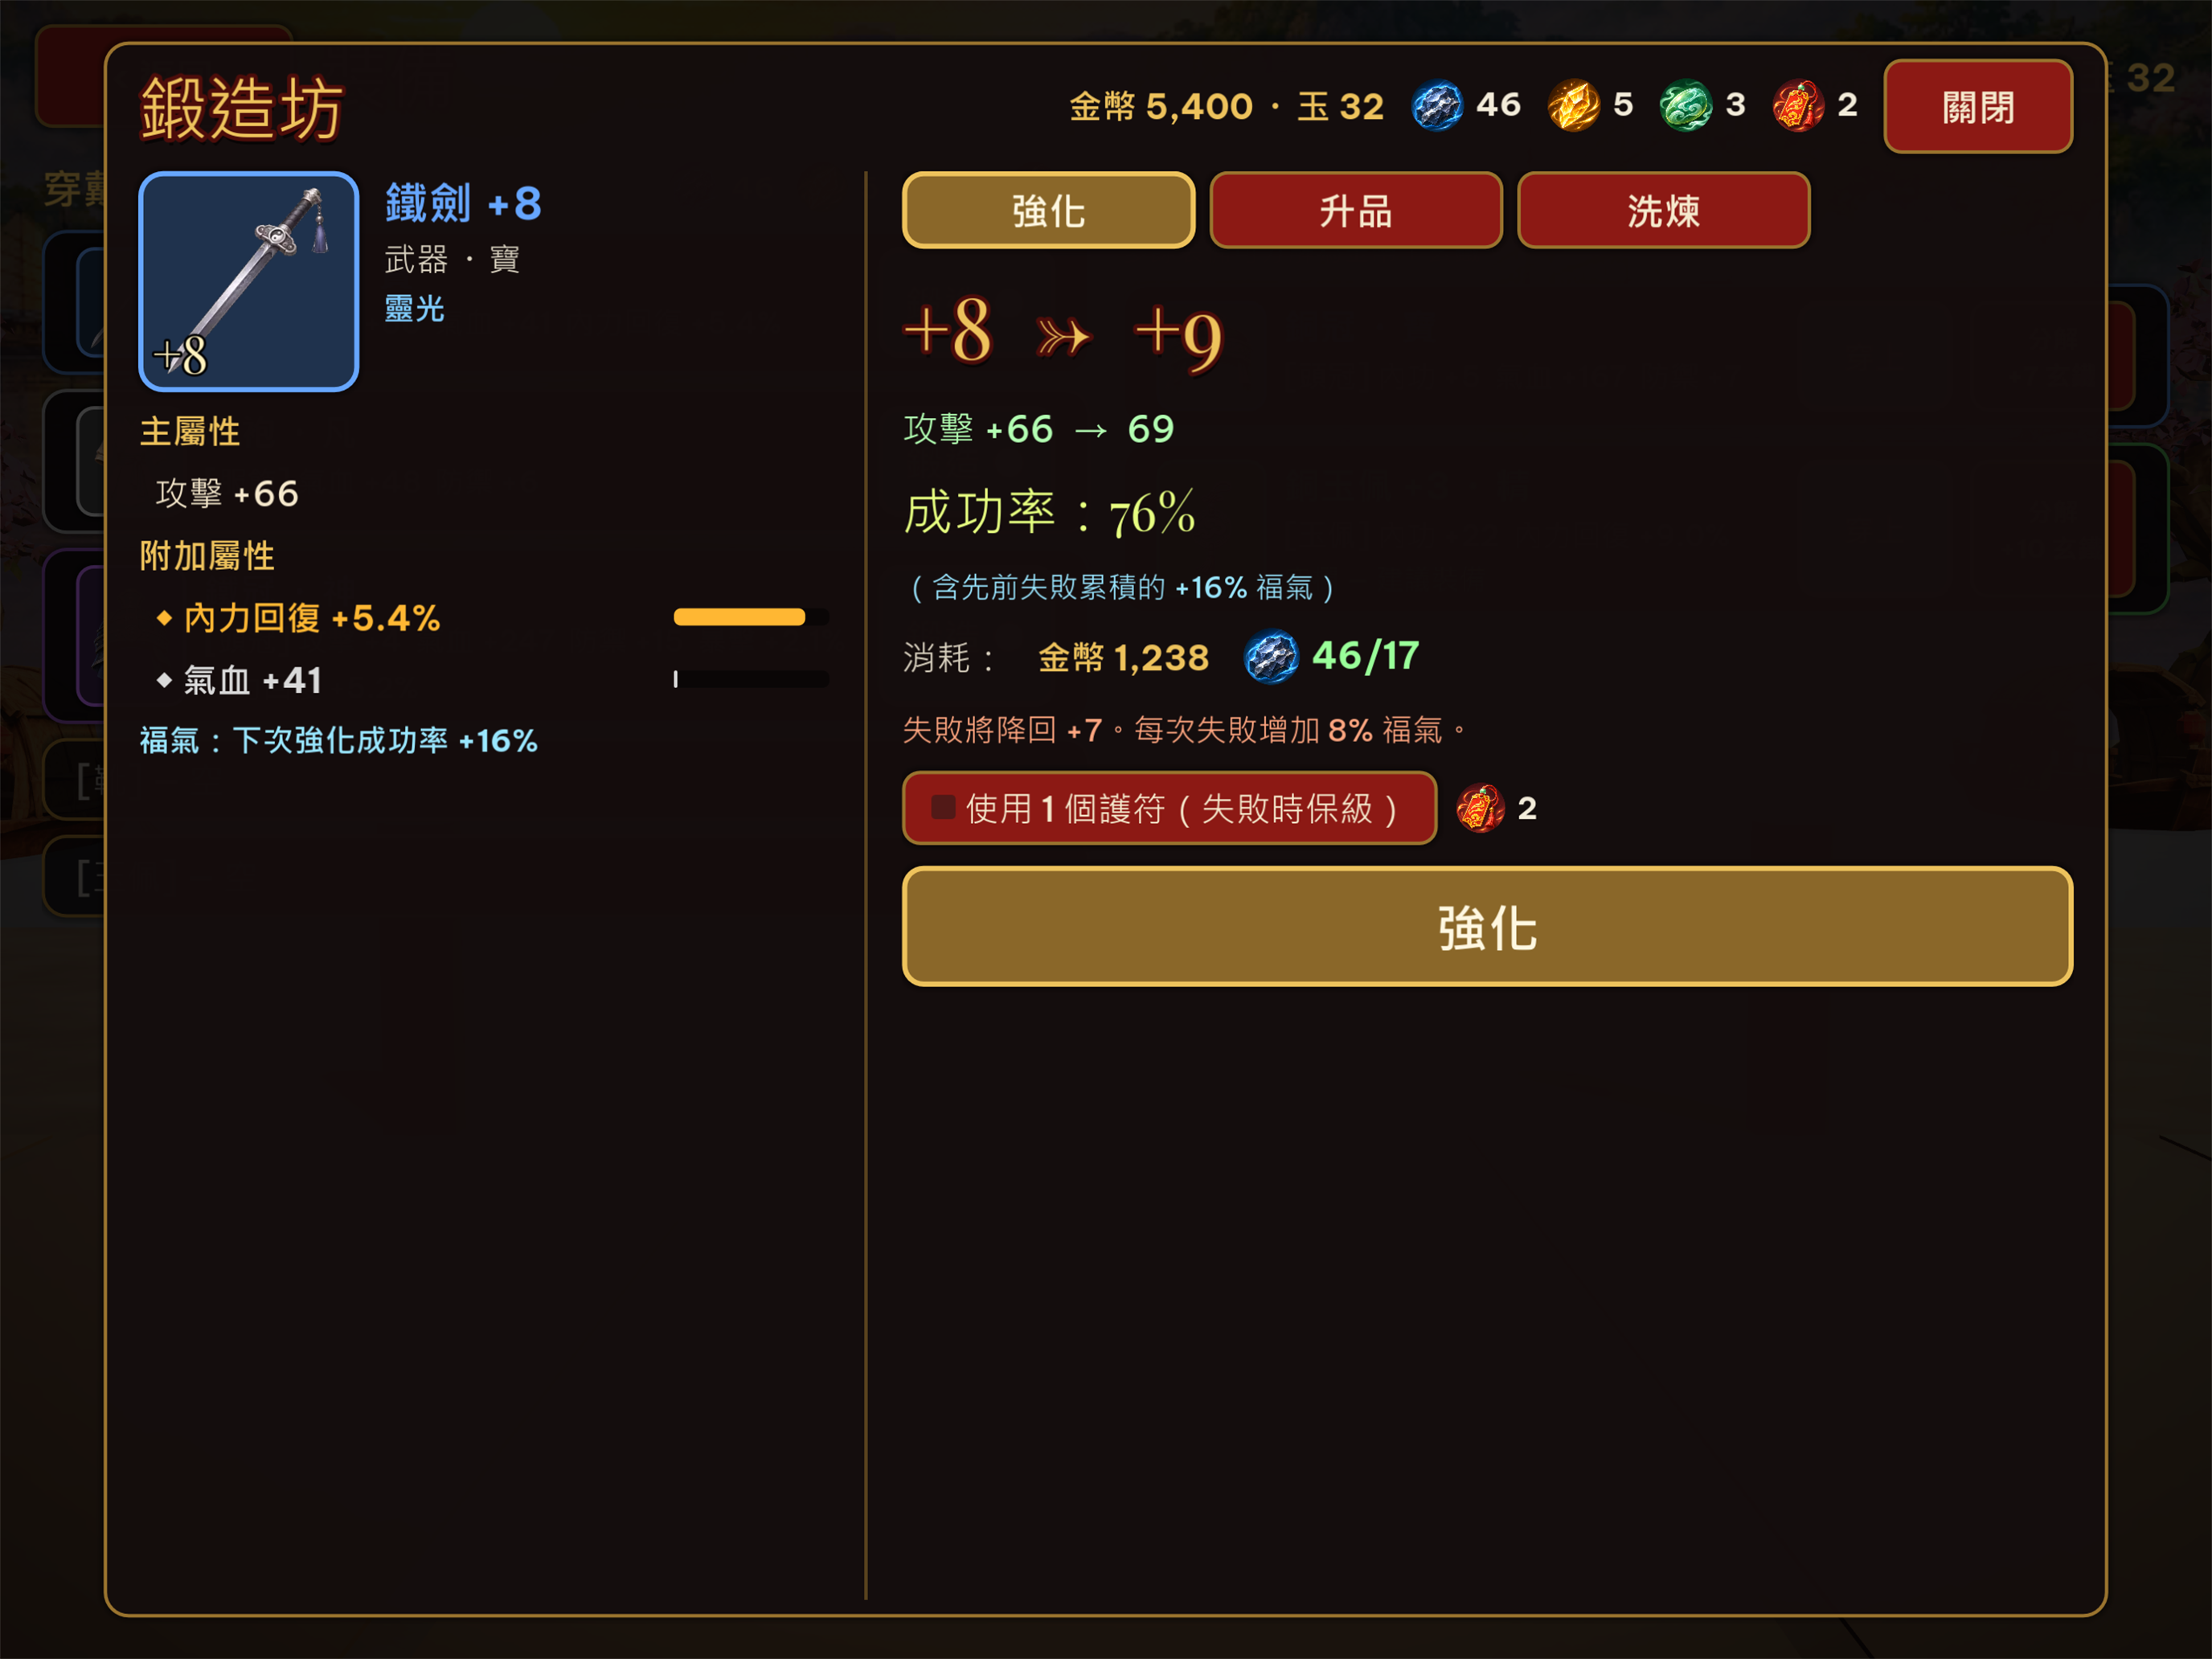 鍛造坊
金幣 5,400 · 玉 32 46 5 3 2
關閉
鐵劍 +8
武器 · 寶
靈光
+8
主屬性
攻擊 +66
附加屬性
內力回復 +5.4%
氣血 +41
福氣：下次強化成功率 +16%
強化 升品 洗煉
+8 +9
攻擊 +66 → 69
成功率：76%
（含先前失敗累積的 +16% 福氣）
消耗： 金幣 1,238 46/17
失敗將降回 +7。每次失敗增加 8% 福氣。
使用 1 個護符（失敗時保級） 2
強化
32